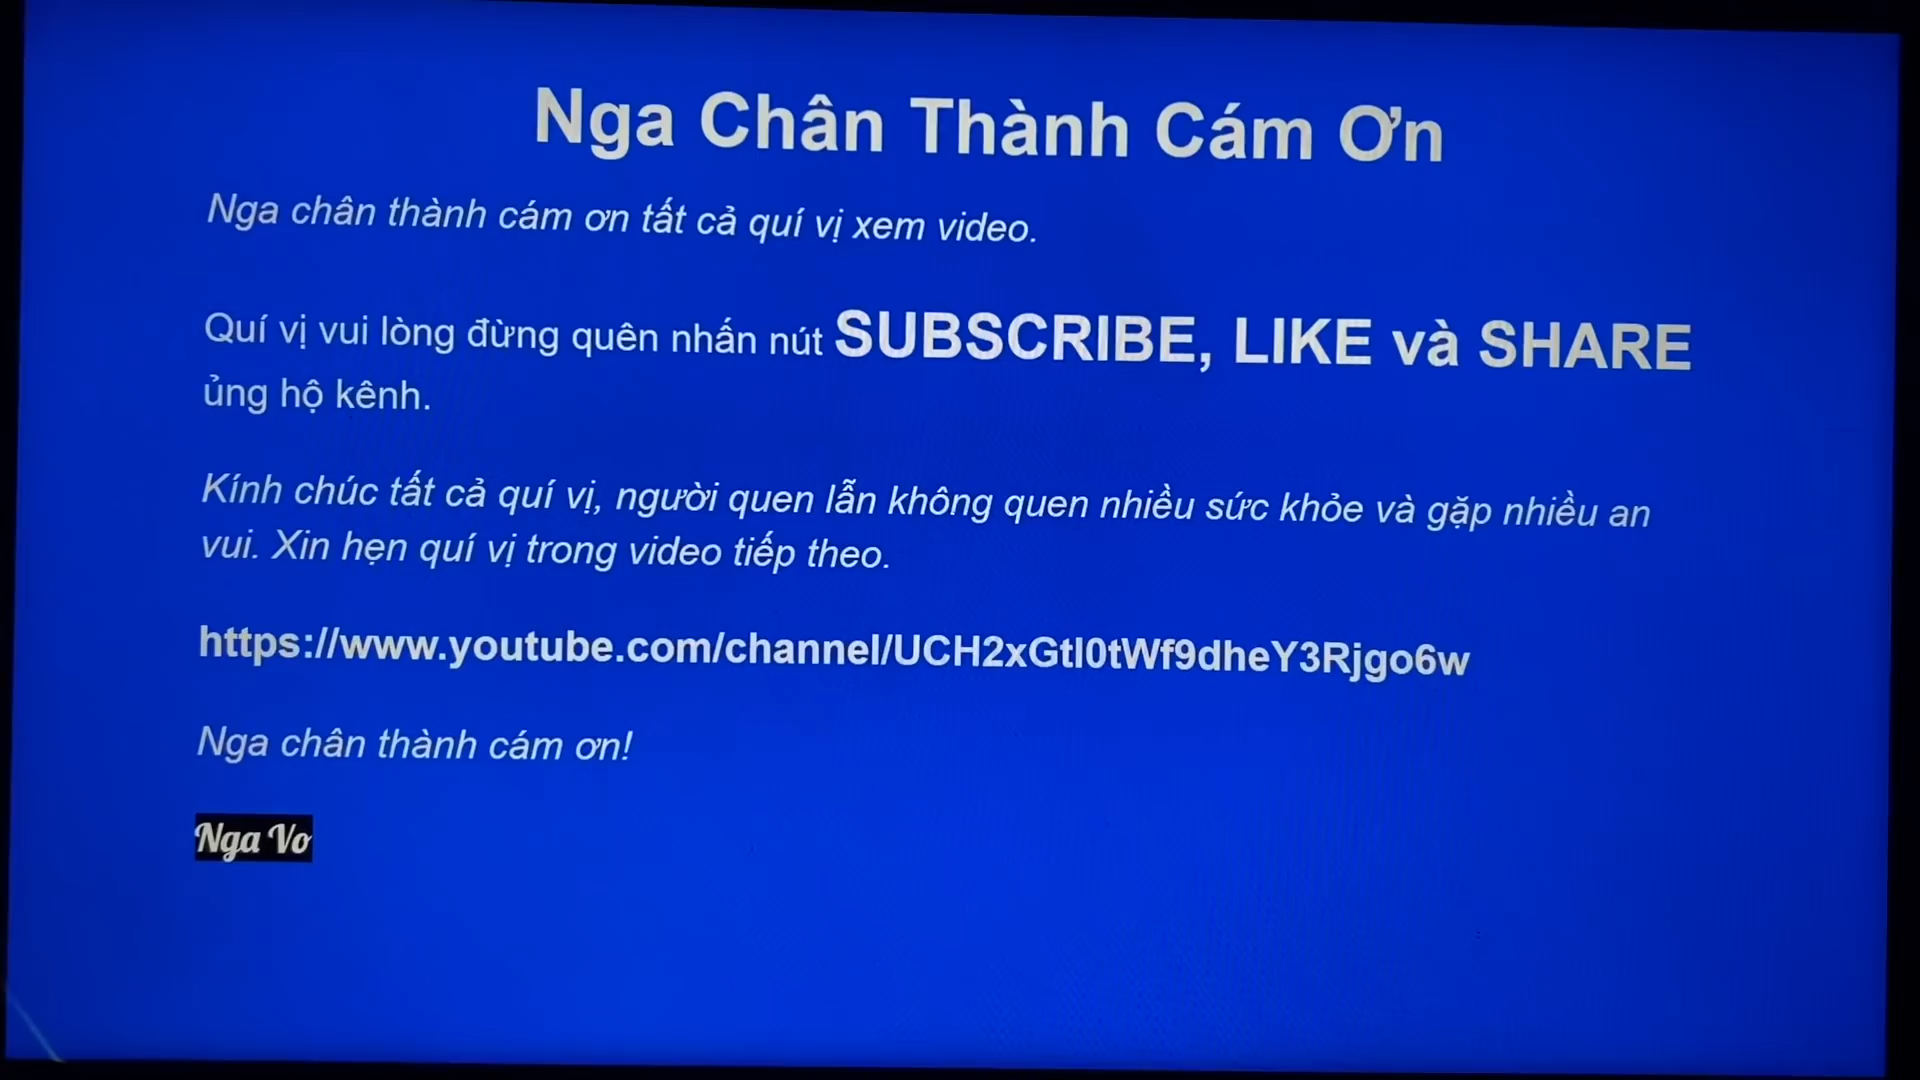 Nga Chân Thành Cám Ơn
Nga chân thành cám ơn tất cả quí vị xem video.
Quí vị vui lòng đừng quên nhấn nút SUBSCRIBE, LIKE và SHARE
ủng hộ kênh.
Kính chúc tất cả quí vị, người quen lẫn không quen nhiều sức khỏe và gặp nhiều an
vui. Xin hẹn quí vị trong video tiếp theo.
https://www.youtube.com/channel/UCH2xGtl0tWf9dheY3Rjgo6w
Nga chân thành cám ơn!
Nga Vo